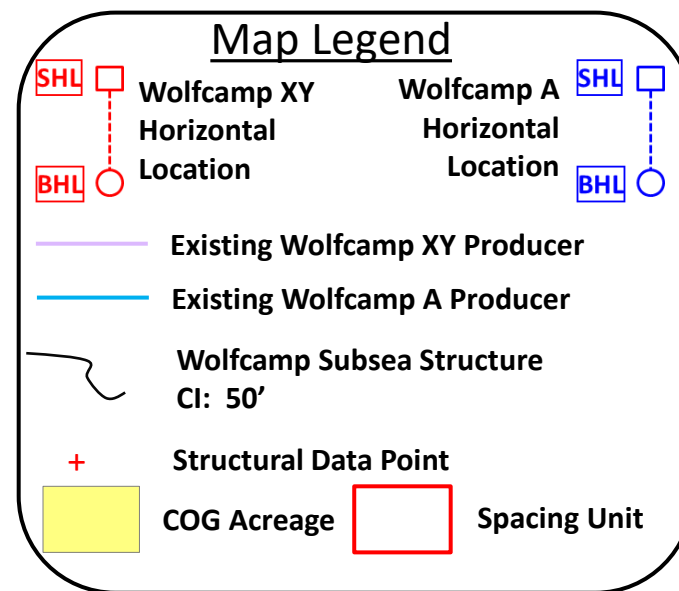 Map Legend
SHL
Wolfcamp XY
Horizontal
Location
BHL
Wolfcamp A
Horizontal
Location
SHL
BHL
Existing Wolfcamp XY Producer
Existing Wolfcamp A Producer
Wolfcamp Subsea Structure
CI: 50’
Structural Data Point
COG Acreage
Spacing Unit